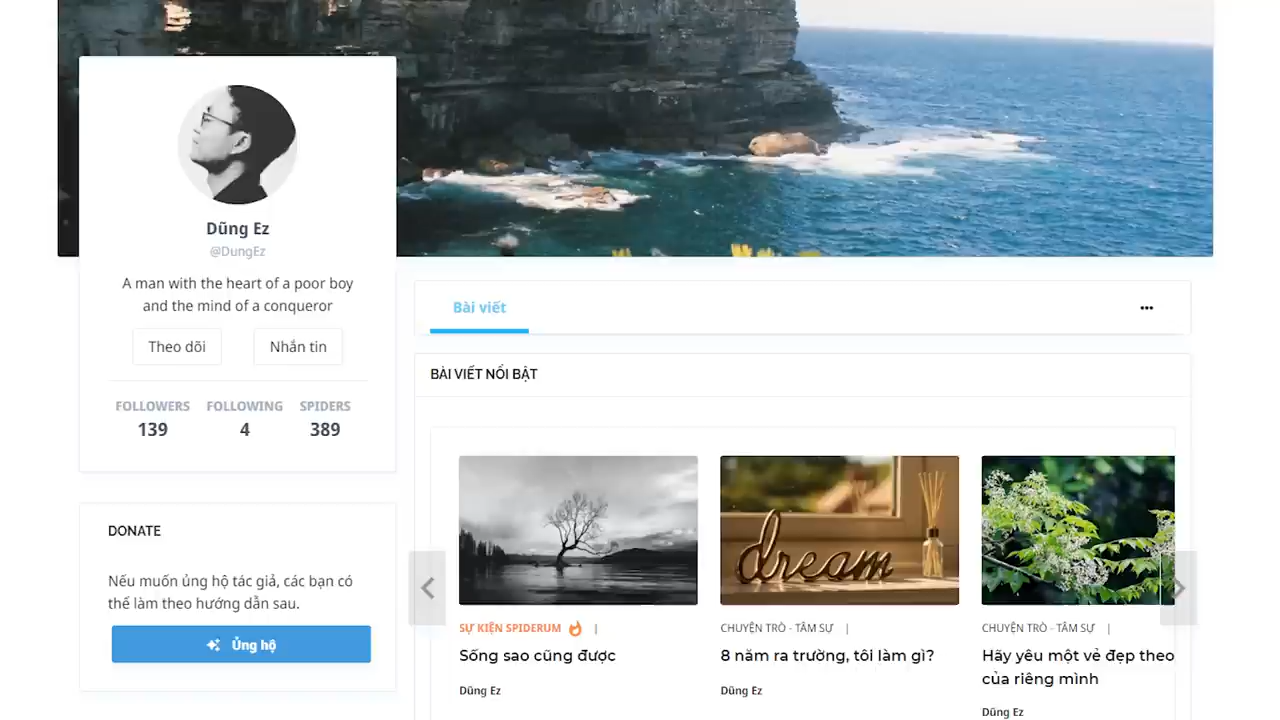 Dũng Ez
@DungEz
A man with the heart of a poor boy
and the mind of a conqueror
Theo dõi
Nhắn tin
FOLLOWERS
FOLLOWING
SPIDERS
139
4
389
DONATE
Nếu muốn ủng hộ tác giả, các bạn có
thể làm theo hướng dẫn sau.
Ủng hộ
Bài viết
BÀI VIẾT NỔI BẬT
dream
SỰ KIỆN SPIDERUM |
Sống sao cũng được
Dũng Ez
CHUYỆN TRÒ - TÂM SỰ |
8 năm ra trường, tôi làm gì?
Dũng Ez
CHUYỆN TRÒ - TÂM SỰ |
Hãy yêu một vẻ đẹp theo
của riêng mình
Dũng Ez